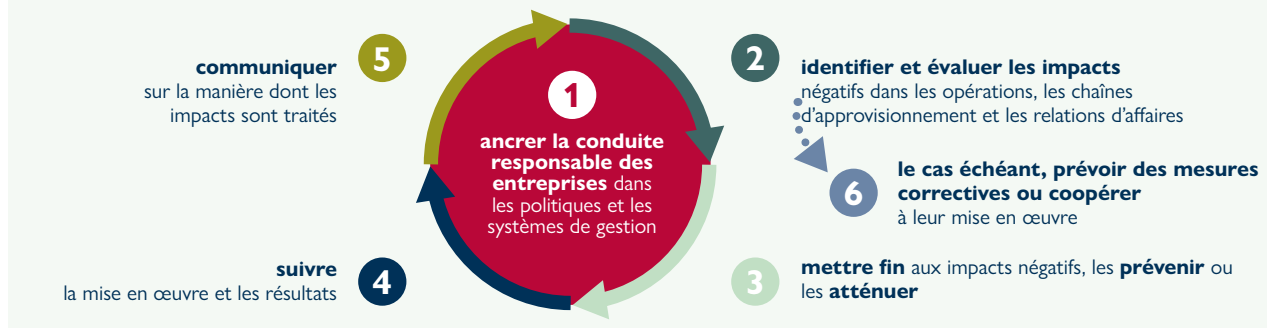 1
ancrer la conduite
responsable des
entreprises dans
les politiques et les
systèmes de gestion
2
identifier et évaluer les impacts
négatifs dans les opérations, les chaînes
d’approvisionnement et les relations d’affaires
6
le cas échéant, prévoir des mesures
correctives ou coopérer
à leur mise en œuvre
3
mettre fin aux impacts négatifs, les prévenir ou
les atténuer
4
suivre
la mise en œuvre et les résultats
5
communiquer
sur la manière dont les
impacts sont traités